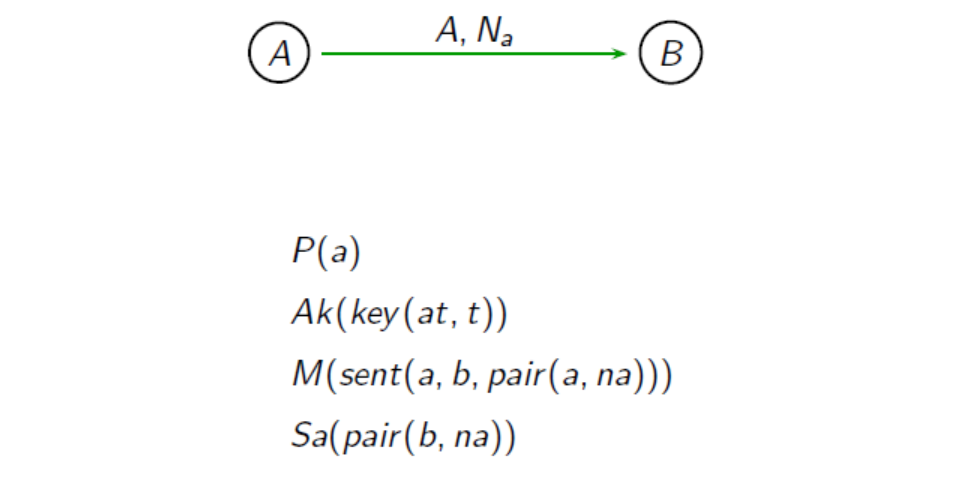 A, Nₐ
A B
P(a)
Ak(key(at, t))
M(sent(a, b, pair(a, na)))
Sa(pair(b, na))